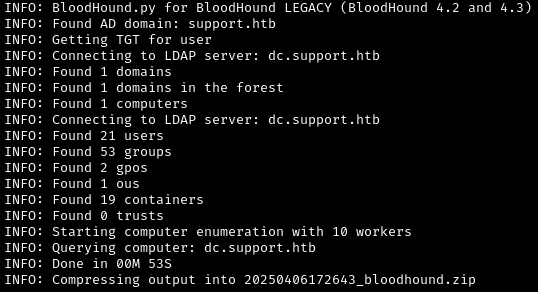 INFO: BloodHound.py for BloodHound LEGACY (BloodHound 4.2 and 4.3)
INFO: Found AD domain: support.htb
INFO: Getting TGT for user
INFO: Connecting to LDAP server: dc.support.htb
INFO: Found 1 domains
INFO: Found 1 domains in the forest
INFO: Found 1 computers
INFO: Connecting to LDAP server: dc.support.htb
INFO: Found 21 users
INFO: Found 53 groups
INFO: Found 2 gpos
INFO: Found 1 ous
INFO: Found 19 containers
INFO: Found 0 trusts
INFO: Starting computer enumeration with 10 workers
INFO: Querying computer: dc.support.htb
INFO: Done in 00M 53S
INFO: Compressing output into 20250406172643_bloodhound.zip